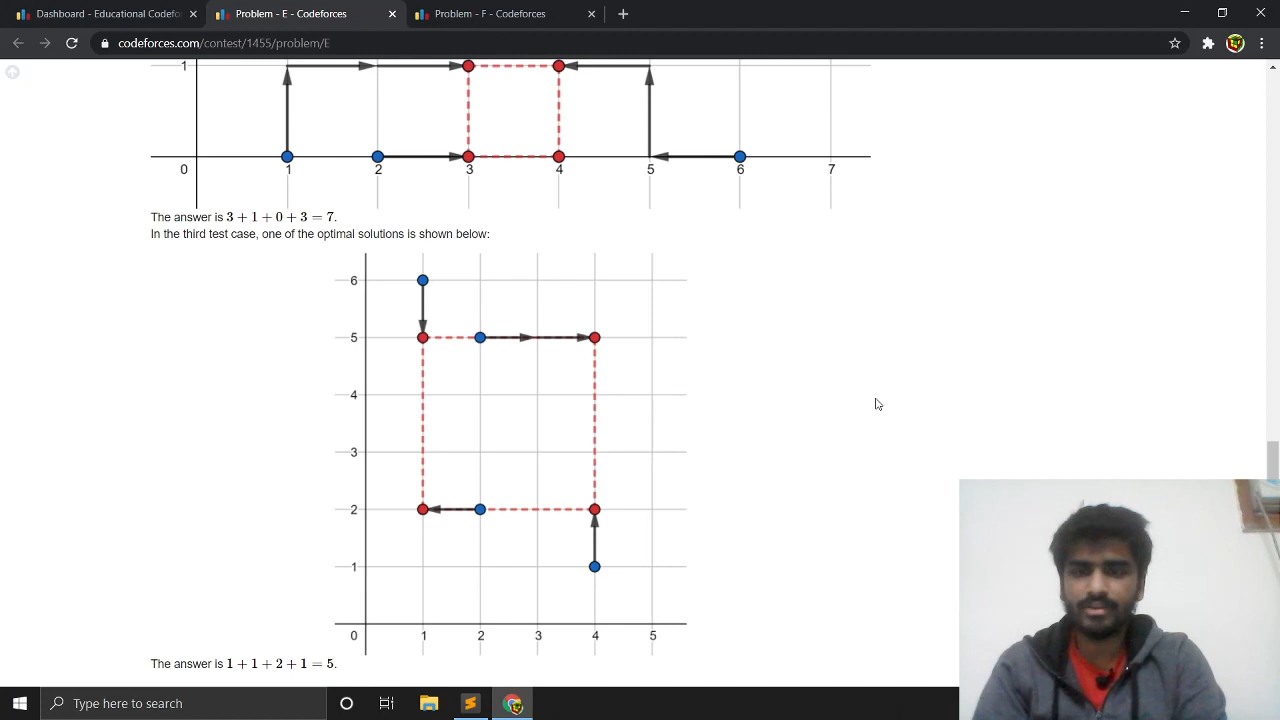 Dashboard - Educational Codefor
Problem - E - Codeforces
Problem - F - Codeforces
codeforces.com/contest/1455/problem/E
1
0 1 2 3 4 5 6 7
The answer is 3 + 1 + 0 + 3 = 7.
In the third test case, one of the optimal solutions is shown below:
6
5
4
3
2
1
0 1 2 3 4 5
The answer is 1 + 1 + 2 + 1 = 5.
Type here to search